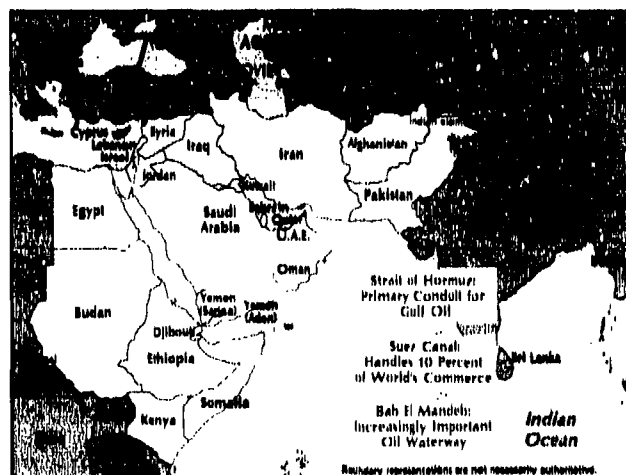 Cyprus
Lebanon
Israel
Syria
Jordan
Iraq
Iran
Kuwait
Bahrain
Qatar
U.A.E.
Afghanistan
Pakistan
Egypt
Saudi
Arabia
Oman
Sudan
Yemen
(Sanaa)
Yemen
(Aden)
Djibouti
Ethiopia
Somalia
Kenya
Strait of Hormuz:
Primary Conduit for
Gulf Oil
Suez Canal:
Handles 10 Percent
of World's Commerce
Bab El Mandeb:
Increasingly Important
Oil Waterway
Sri Lanka
Indian
Ocean
Boundary representations are not necessarily authoritative.